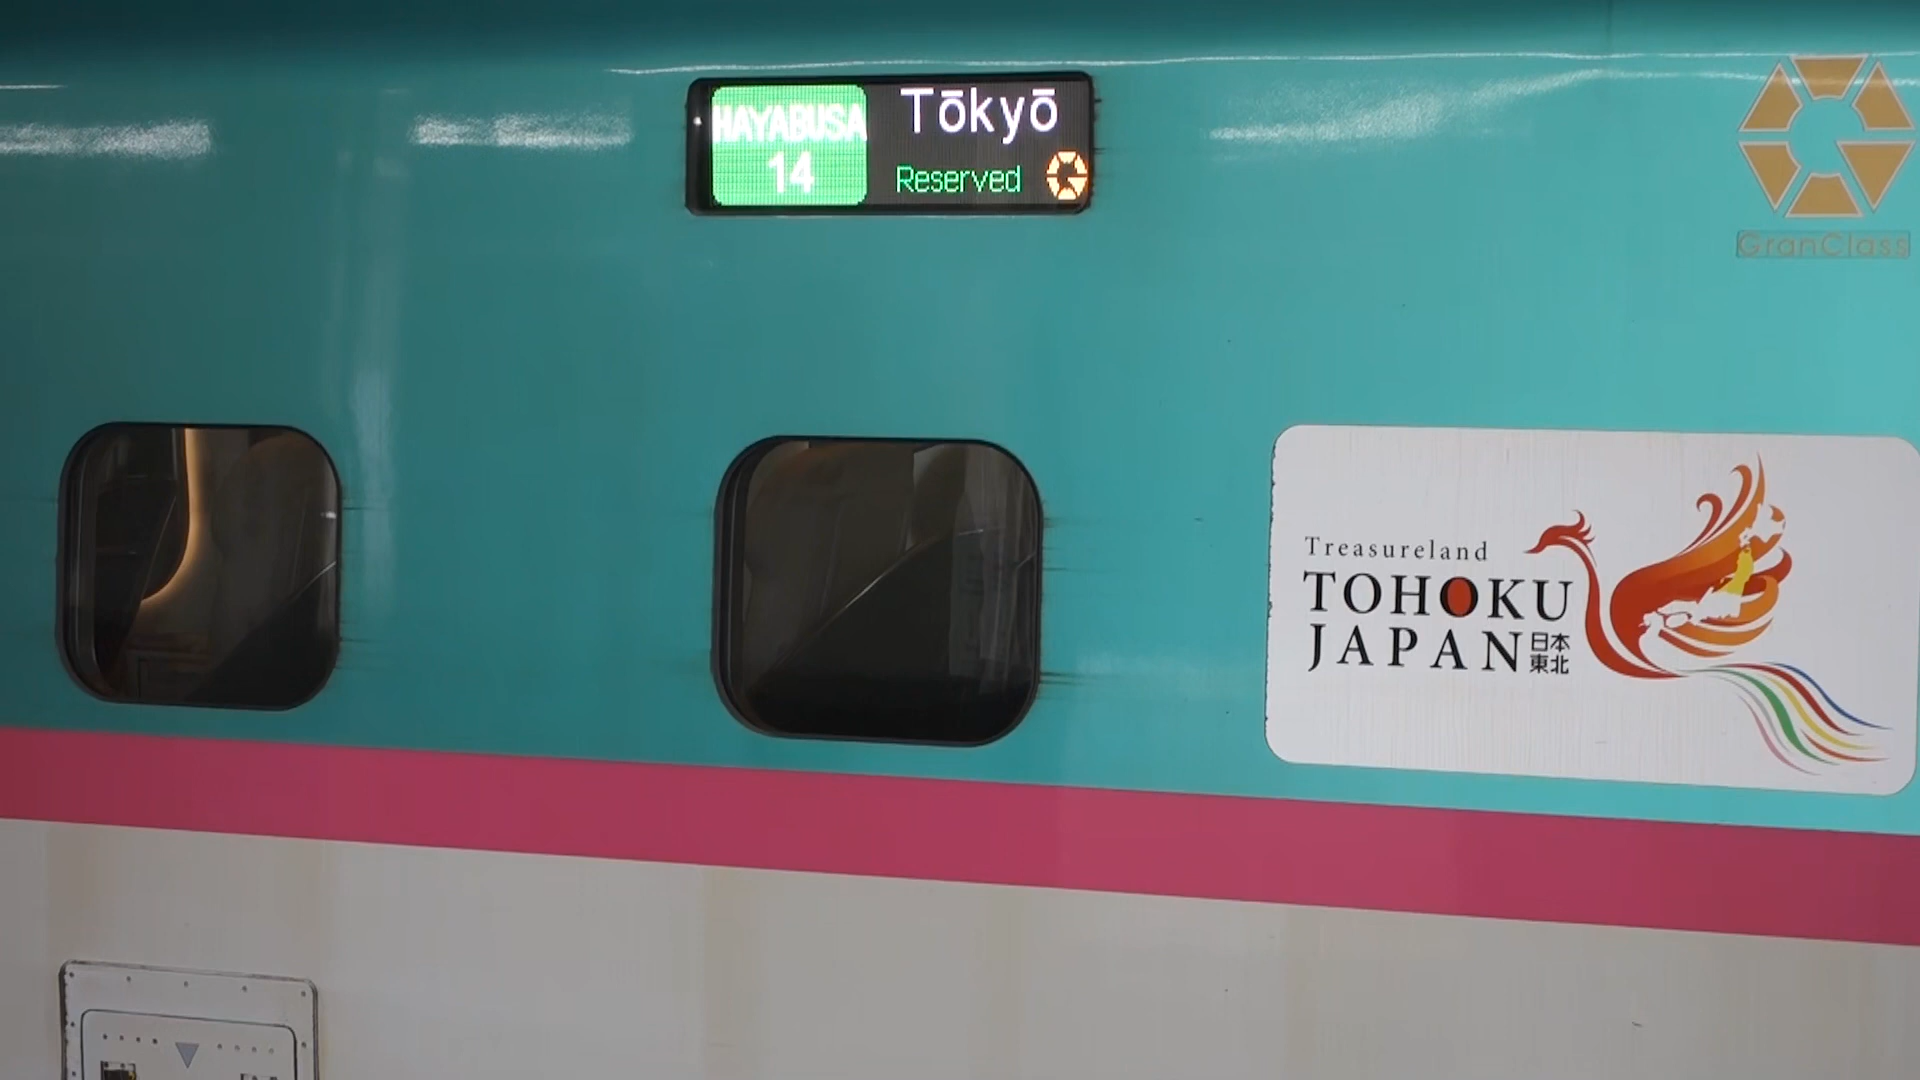 HAYABUSA
14
Tōkyō
Reserved
GranClass
Treasureland
TOHOKU
JAPAN
日本
東北